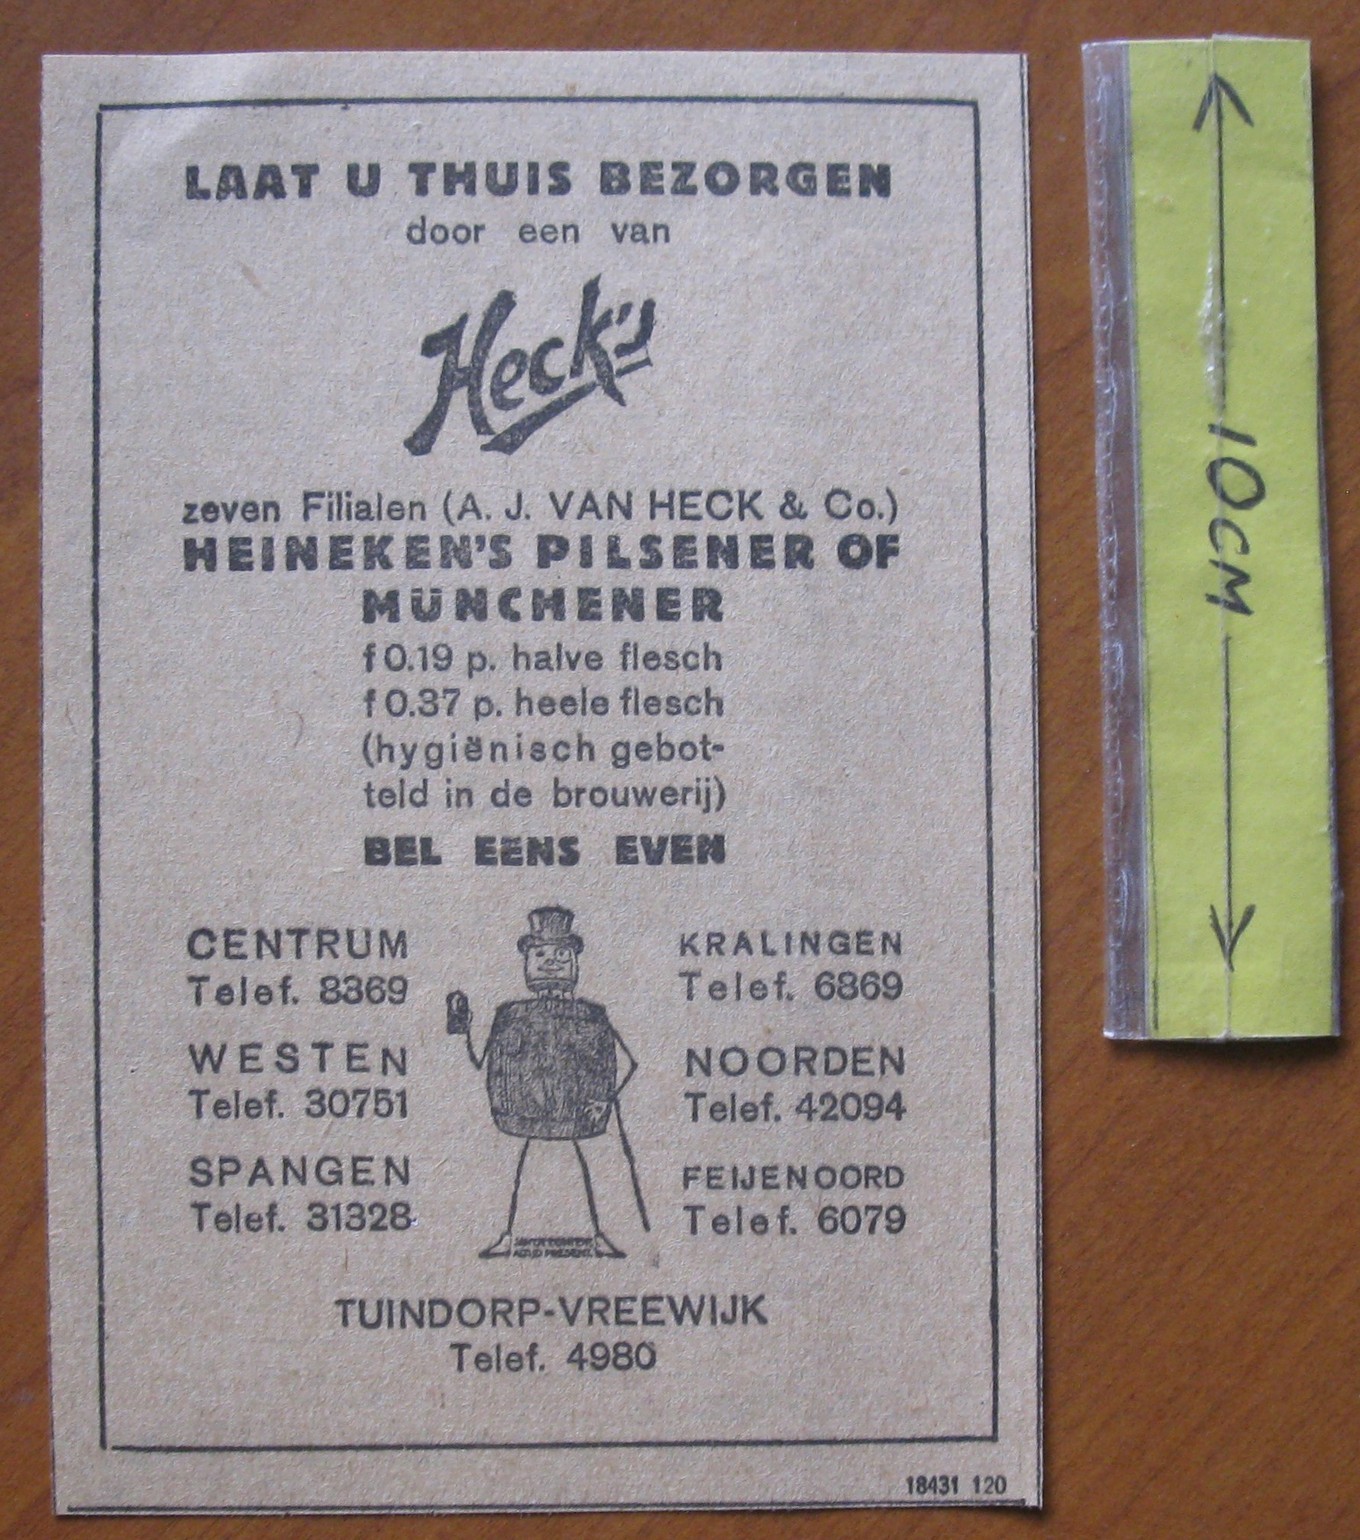 LAAT U THUIS BEZORGEN
door een van
Heck's
zeven Filialen (A. J. VAN HECK & Co.)
HEINEKEN'S PILSENER OF
MÜNCHENER
f 0.19 p. halve flesch
f 0.37 p. heele flesch
(hygiënisch gebot-
teld in de brouwerij)
BEL EENS EVEN
CENTRUM
Telef. 8369
WESTEN
Telef. 30751
SPANGEN
Telef. 31328
KRALINGEN
Telef. 6869
NOORDEN
Telef. 42094
FEIJENOORD
Telef. 6079
TUINDORP-VREEWIJK
Telef. 4980
18431 120
10CM